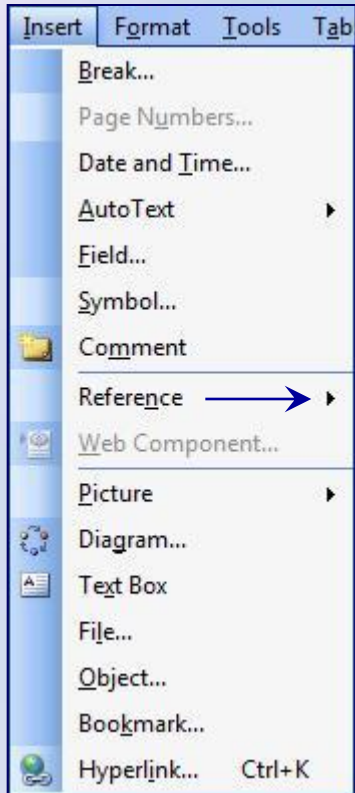 Insert Format Tools Tab
Break...
Page Numbers...
Date and Time...
AutoText
Field...
Symbol...
Comment
Reference
Web Component...
Picture
Diagram...
Text Box
File...
Object...
Bookmark...
Hyperlink... Ctrl+K